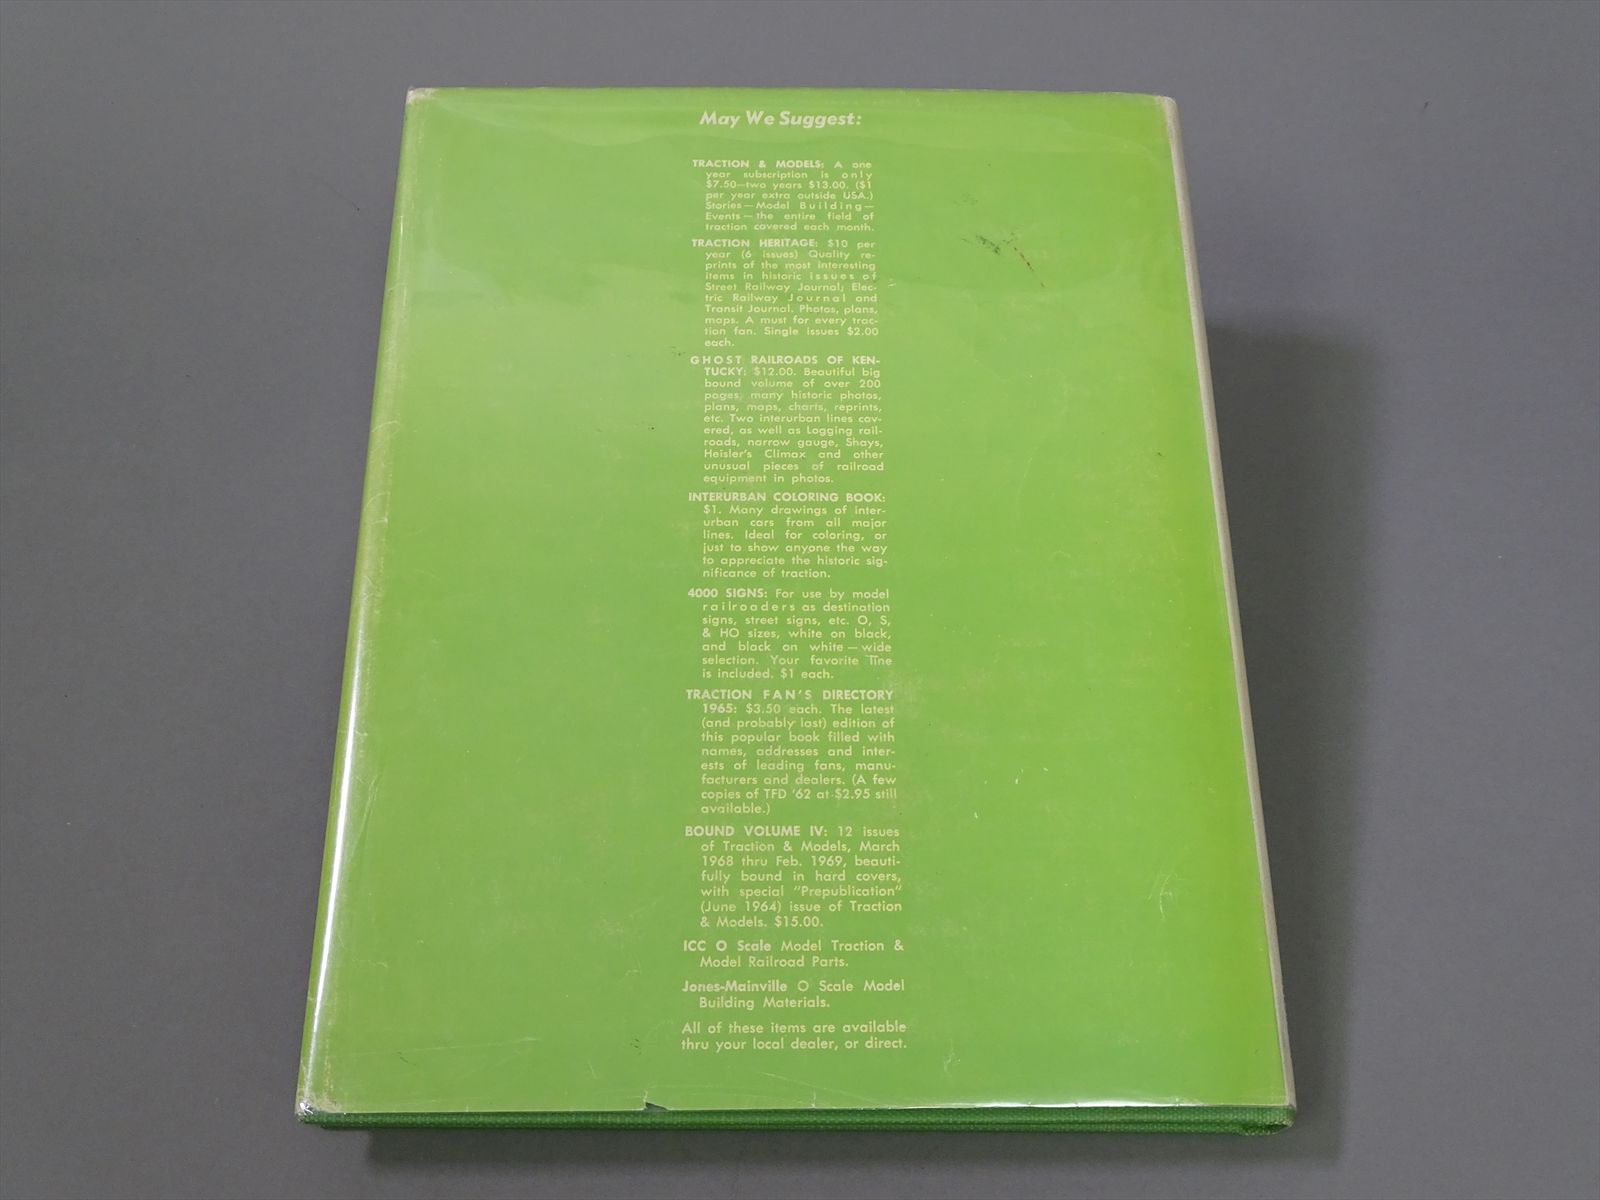 May We Suggest:
TRACTION & MODELS: A one
year subscription is only
$7.50—two years $13.00. ($1
per year extra outside USA.)
Stories — Model Building —
Events — the entire field of
traction covered each month.
TRACTION HERITAGE: $10 per
year (6 issues) Quality re-
prints of the most interesting
items in historic issues of
Street Railway Journal; Elec-
tric Railway Journal and
Transit Journal. Photos, plans,
maps. A must for every trac-
tion fan. Single issues $2.00
each.
GHOST RAILROADS OF KEN-
TUCKY: $12.00. Beautiful big
bound volume of over 200
pages, many historic photos,
plans, maps, charts, reprints,
etc. Two interurban lines cov-
ered, as well as Logging rail-
roads, narrow gauge, Shays,
Heisler's Climax and other
unusual pieces of railroad
equipment in photos.
INTERURBAN COLORING BOOK:
$1. Many drawings of inter-
urban cars from all major
lines. Ideal for coloring, or
just to show anyone the way
to appreciate the historic sig-
nificance of traction.
4000 SIGNS: For use by model
railroaders as destination
signs, street signs, etc. O, S,
& HO sizes, white on black,
and black on white — wide
selection. Your favorite line
is included. $1 each.
TRACTION FAN'S DIRECTORY
1965: $3.50 each. The latest
(and probably last) edition of
this popular book filled with
names, addresses and inter-
ests of leading fans, manu-
facturers and dealers. (A few
copies of TFD '62 at $2.95 still
available.)
BOUND VOLUME IV: 12 issues
of Traction & Models, March
1968 thru Feb. 1969, beauti-
fully bound in hard covers,
with special "Prepublication"
(June 1964) issue of Traction
& Models. $15.00.
ICC O Scale Model Traction &
Model Railroad Parts.
Jones-Mainville O Scale Model
Building Materials.
All of these items are available
thru your local dealer, or direct.